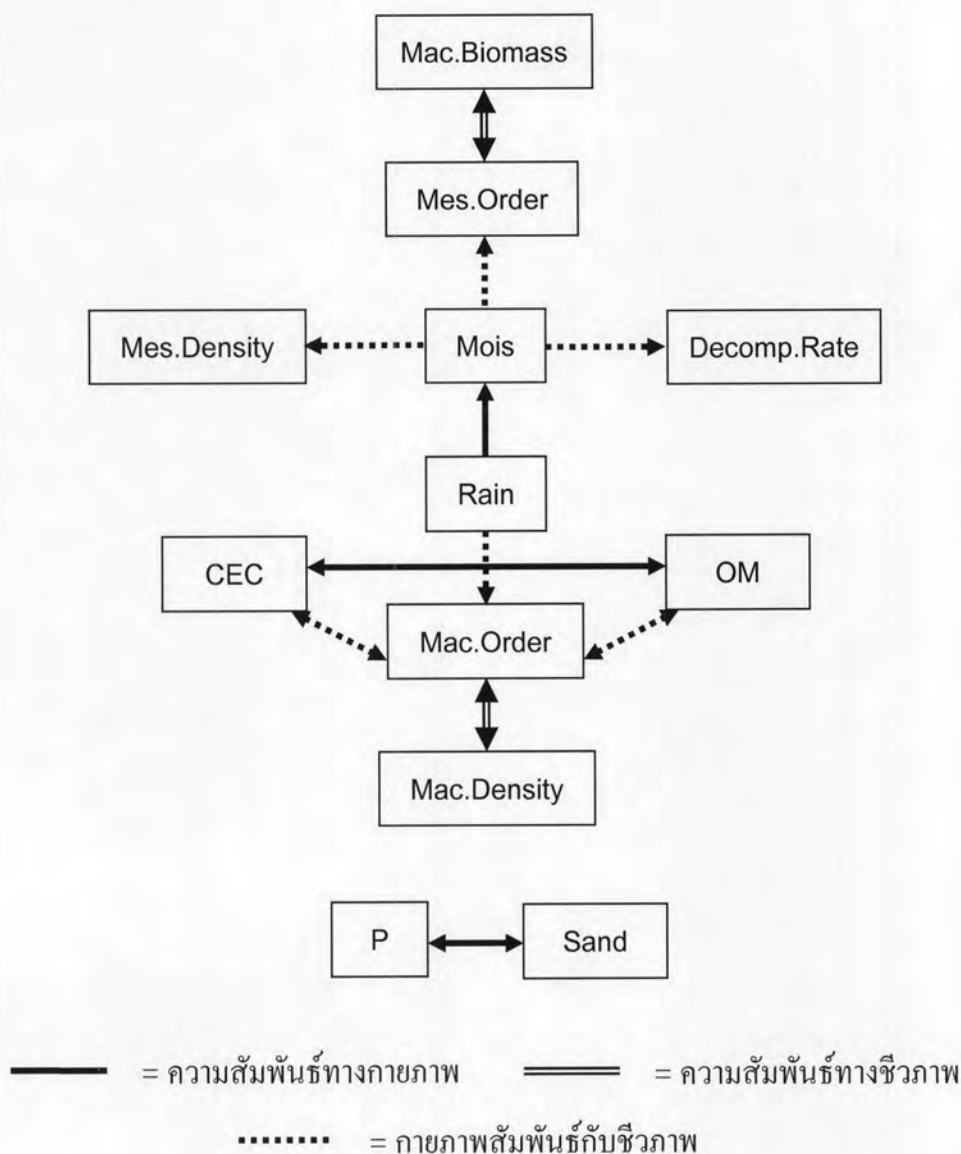 Mac.Biomass
Mes.Order
Mes.Density
Mois
Decomp.Rate
Rain
CEC
OM
Mac.Order
Mac.Density
P
Sand
= ความสัมพันธ์ทางกายภาพ
= ความสัมพันธ์ทางชีวภาพ
= กายภาพสัมพันธ์กับชีวภาพ